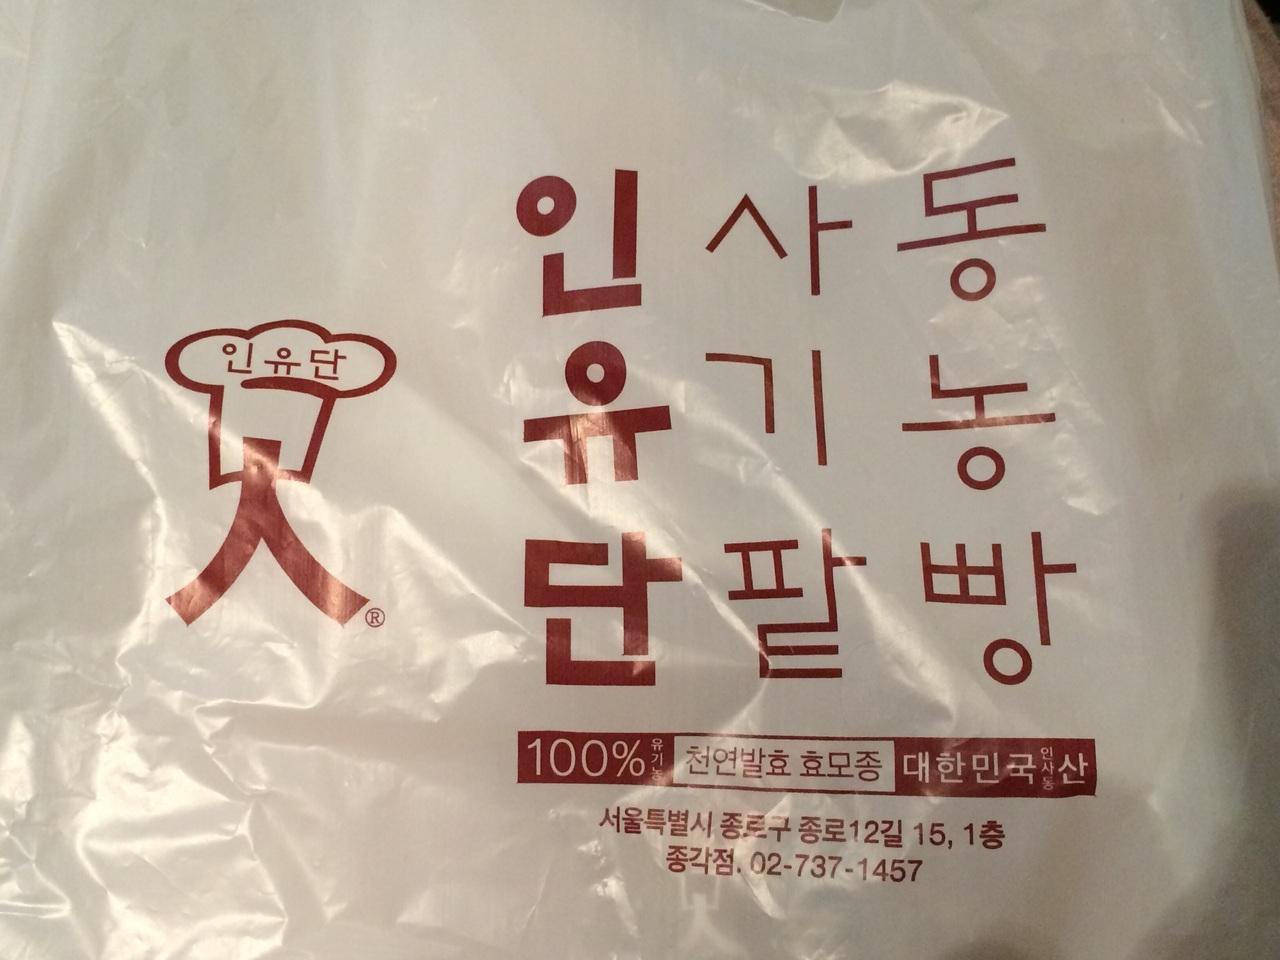 인유단
®
인사동
유기농
단팥빵
100% 유기농 천연발효 효모종 대한민국 인사동 산
서울특별시 종로구 종로12길 15, 1층
종각점. 02-737-1457